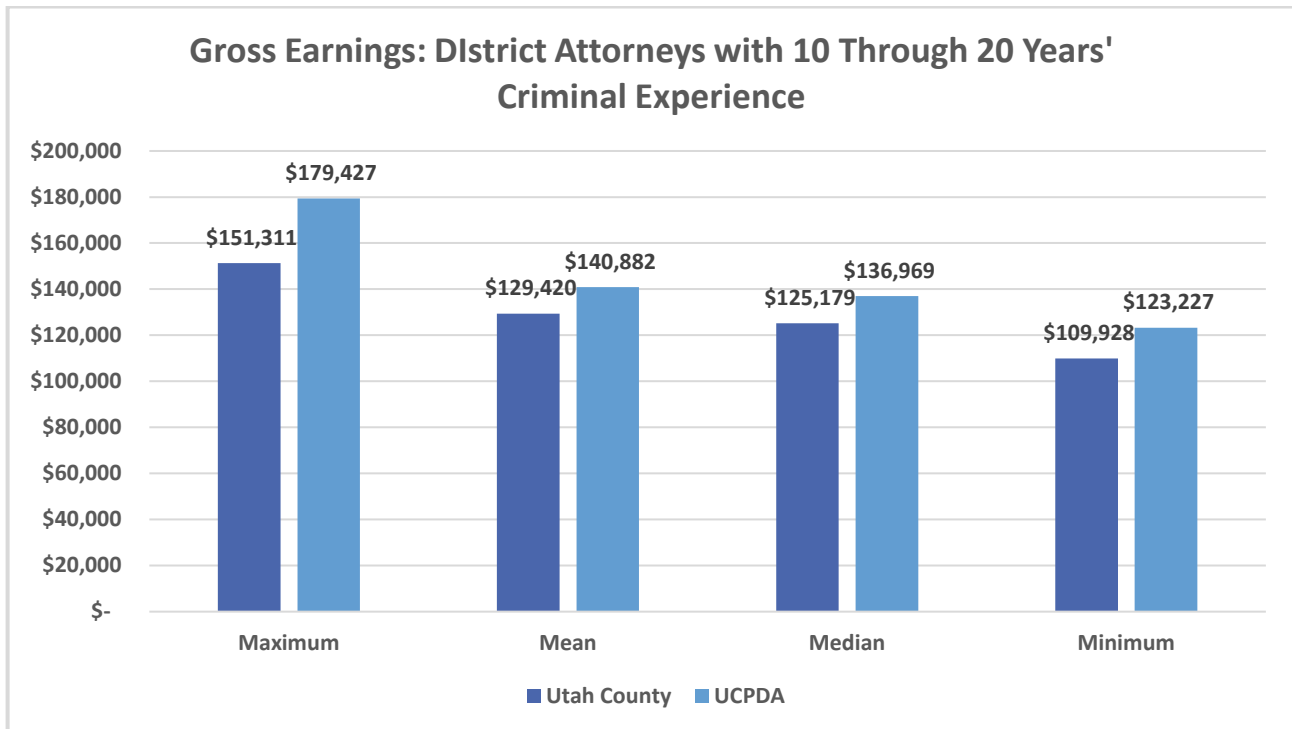 Gross Earnings: DIstrict Attorneys with 10 Through 20 Years'
Criminal Experience
$200,000
$180,000
$160,000
$140,000
$120,000
$100,000
$80,000
$60,000
$40,000
$20,000
$-
$151,311
$179,427
$129,420
$140,882
$125,179
$136,969
$109,928
$123,227
Maximum
Mean
Median
Minimum
Utah County
UCPDA